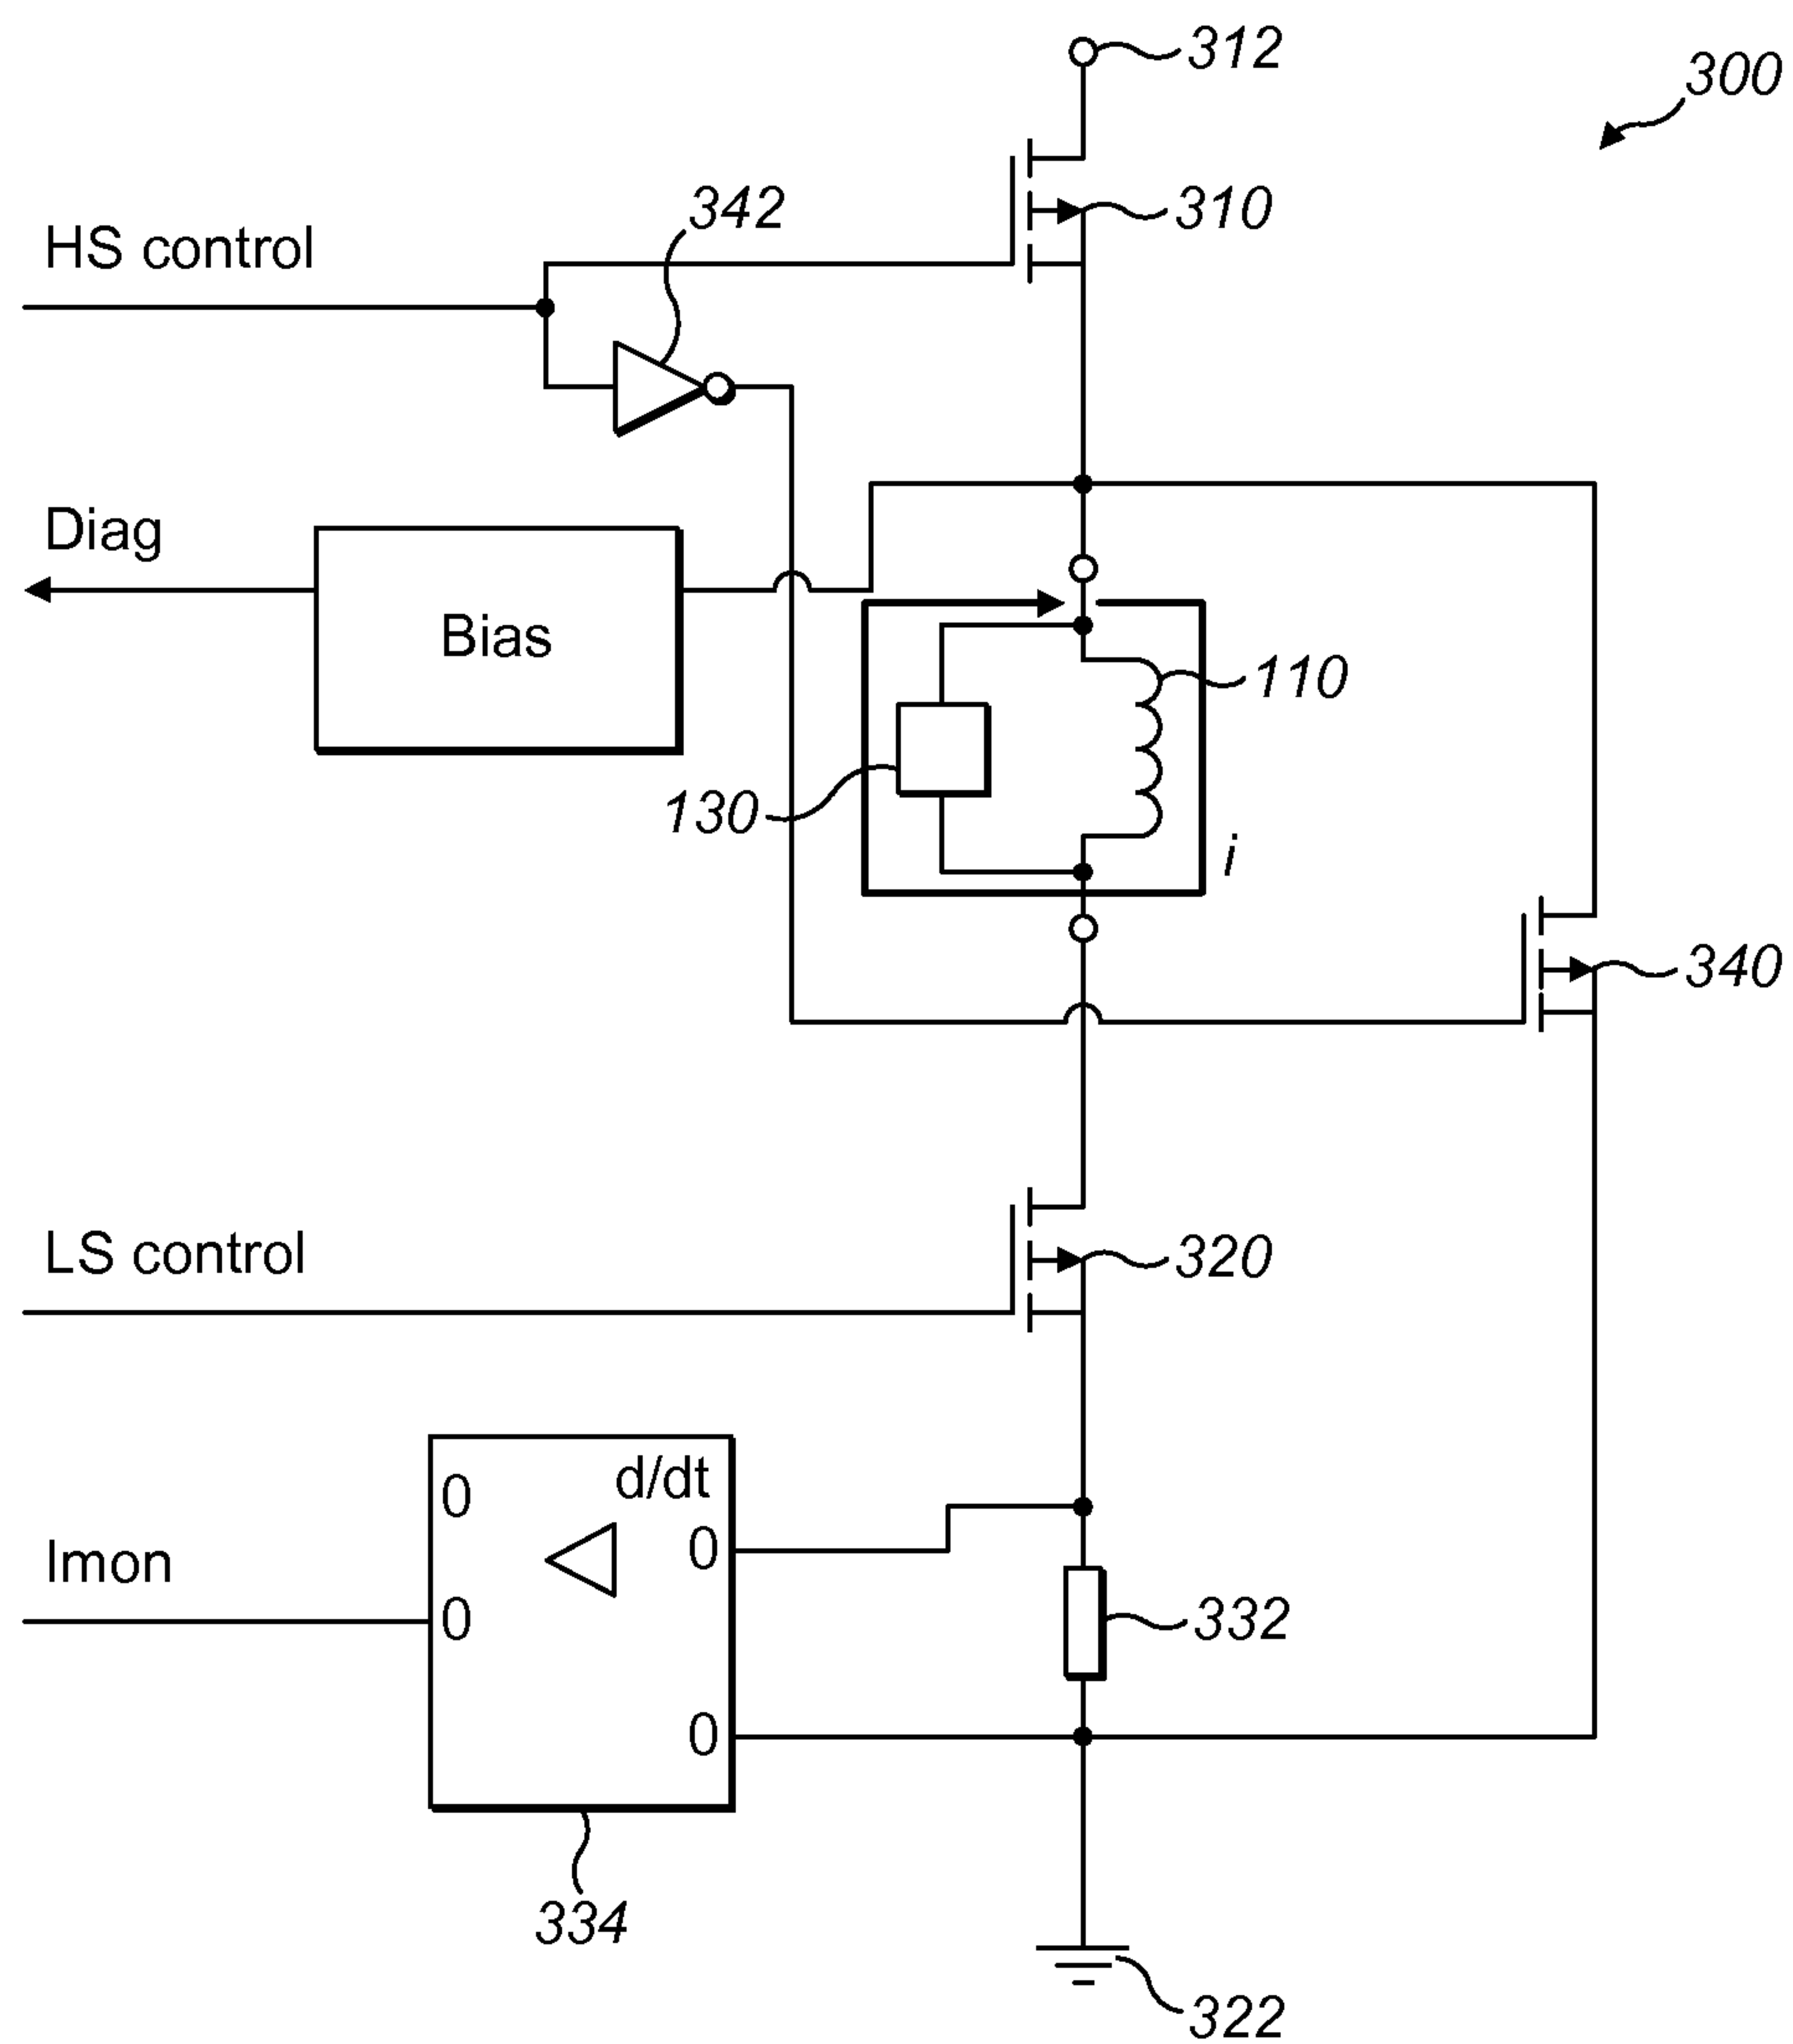 312
300
310
342
HS control
Diag
Bias
110
130
i
340
LS control
320
d/dt
0
0
Imon
0
332
0
334
322